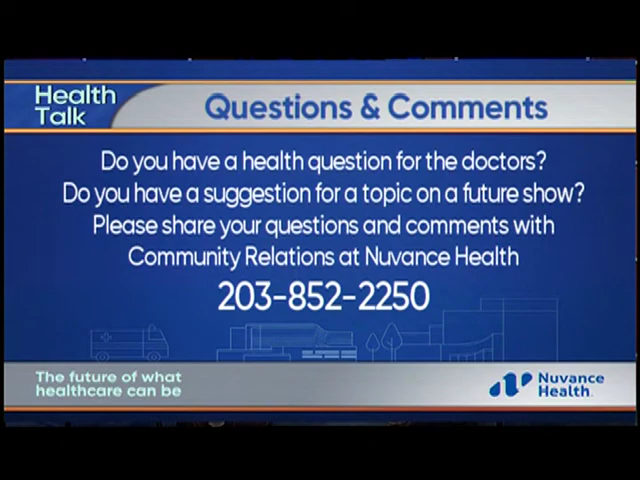 Health
Talk
Questions & Comments
Do you have a health question for the doctors?
Do you have a suggestion for a topic on a future show?
Please share your questions and comments with
Community Relations at Nuvance Health
203-852-2250
The future of what
healthcare can be
Nuvance
Health.